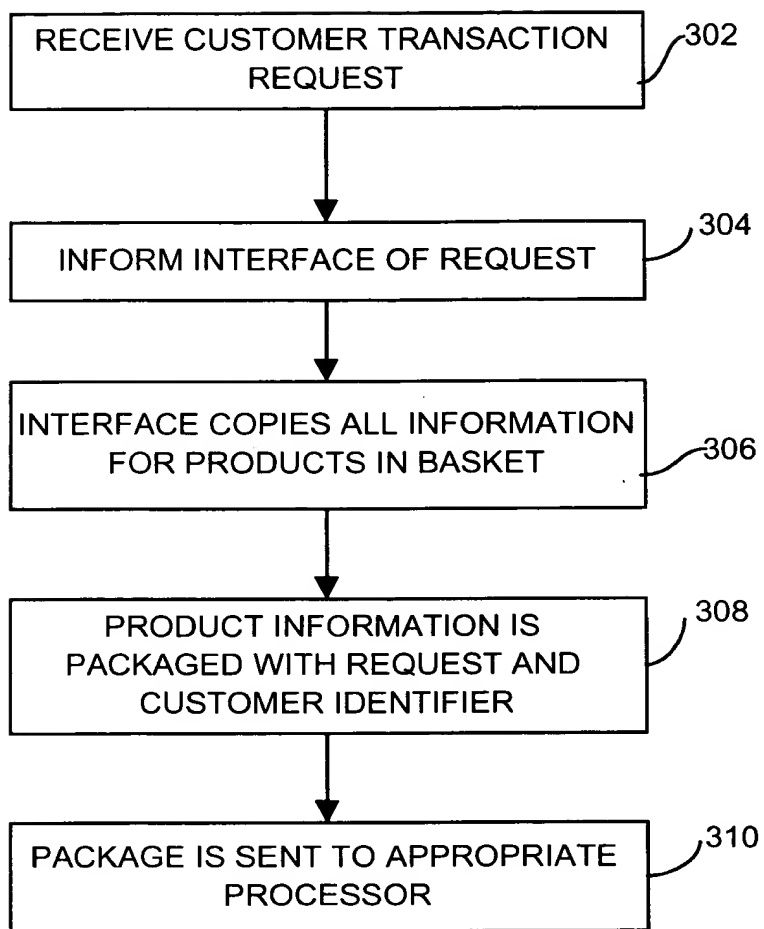 RECEIVE CUSTOMER TRANSACTION
REQUEST
302
INFORM INTERFACE OF REQUEST
304
INTERFACE COPIES ALL INFORMATION
FOR PRODUCTS IN BASKET
306
PRODUCT INFORMATION IS
PACKAGED WITH REQUEST AND
CUSTOMER IDENTIFIER
308
PACKAGE IS SENT TO APPROPRIATE
PROCESSOR
310